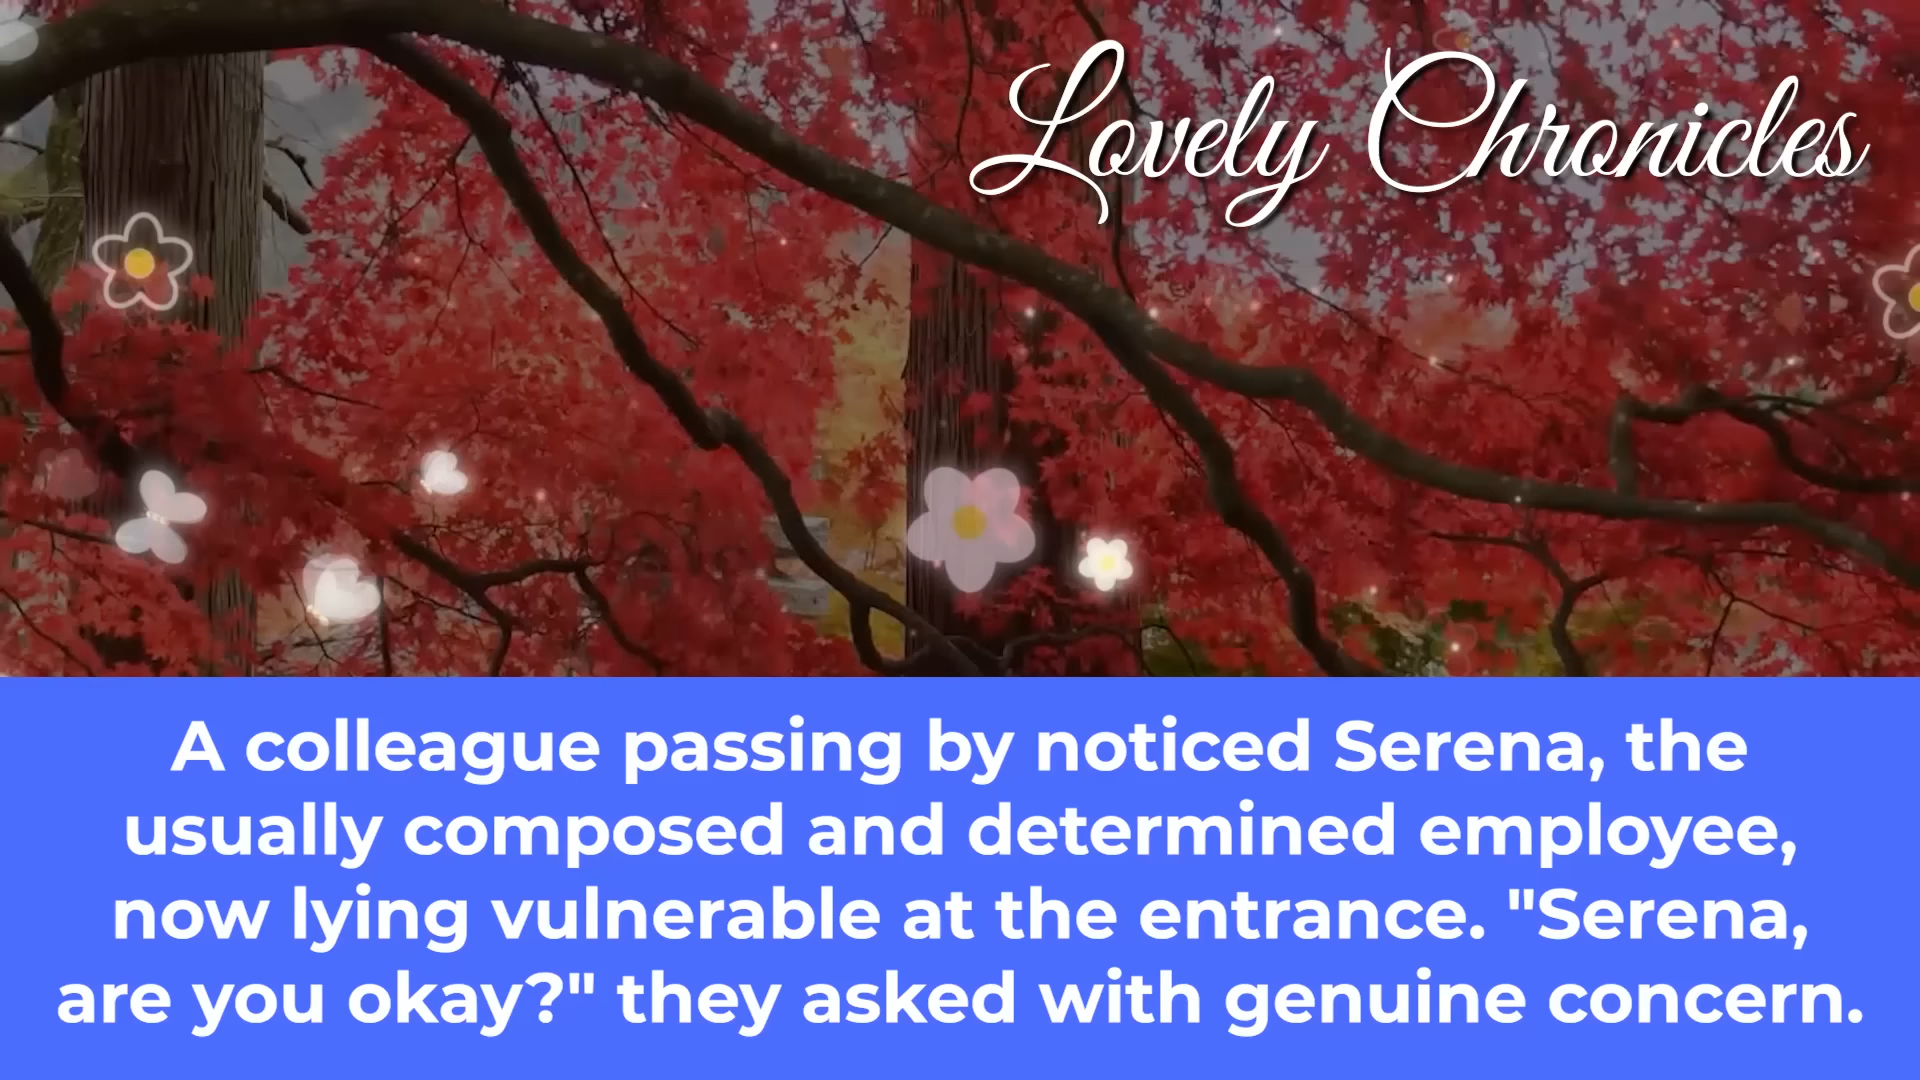 Lovely Chronicles
A colleague passing by noticed Serena, the
usually composed and determined employee,
now lying vulnerable at the entrance. "Serena,
are you okay?" they asked with genuine concern.